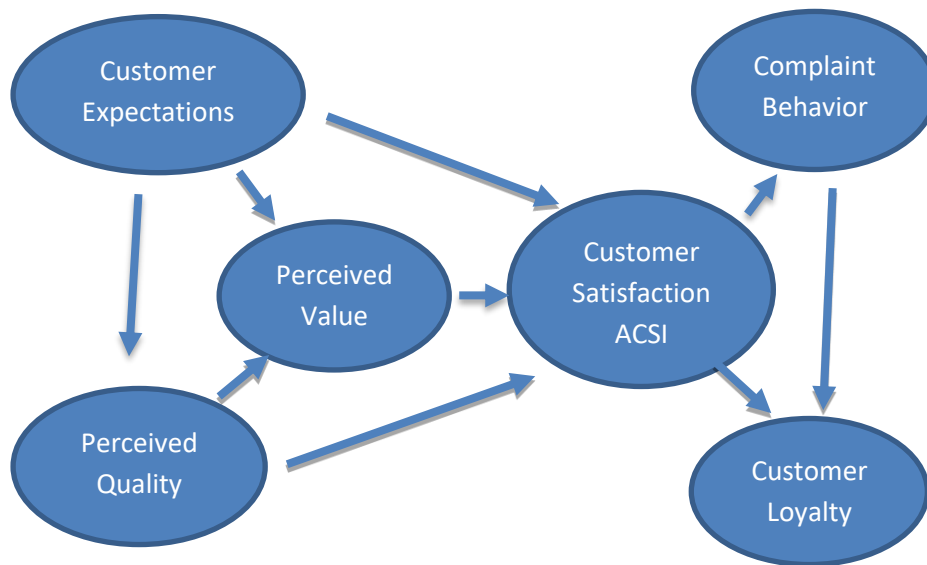 Customer
Expectations
Complaint
Behavior
Perceived
Value
Customer
Satisfaction
ACSI
Perceived
Quality
Customer
Loyalty